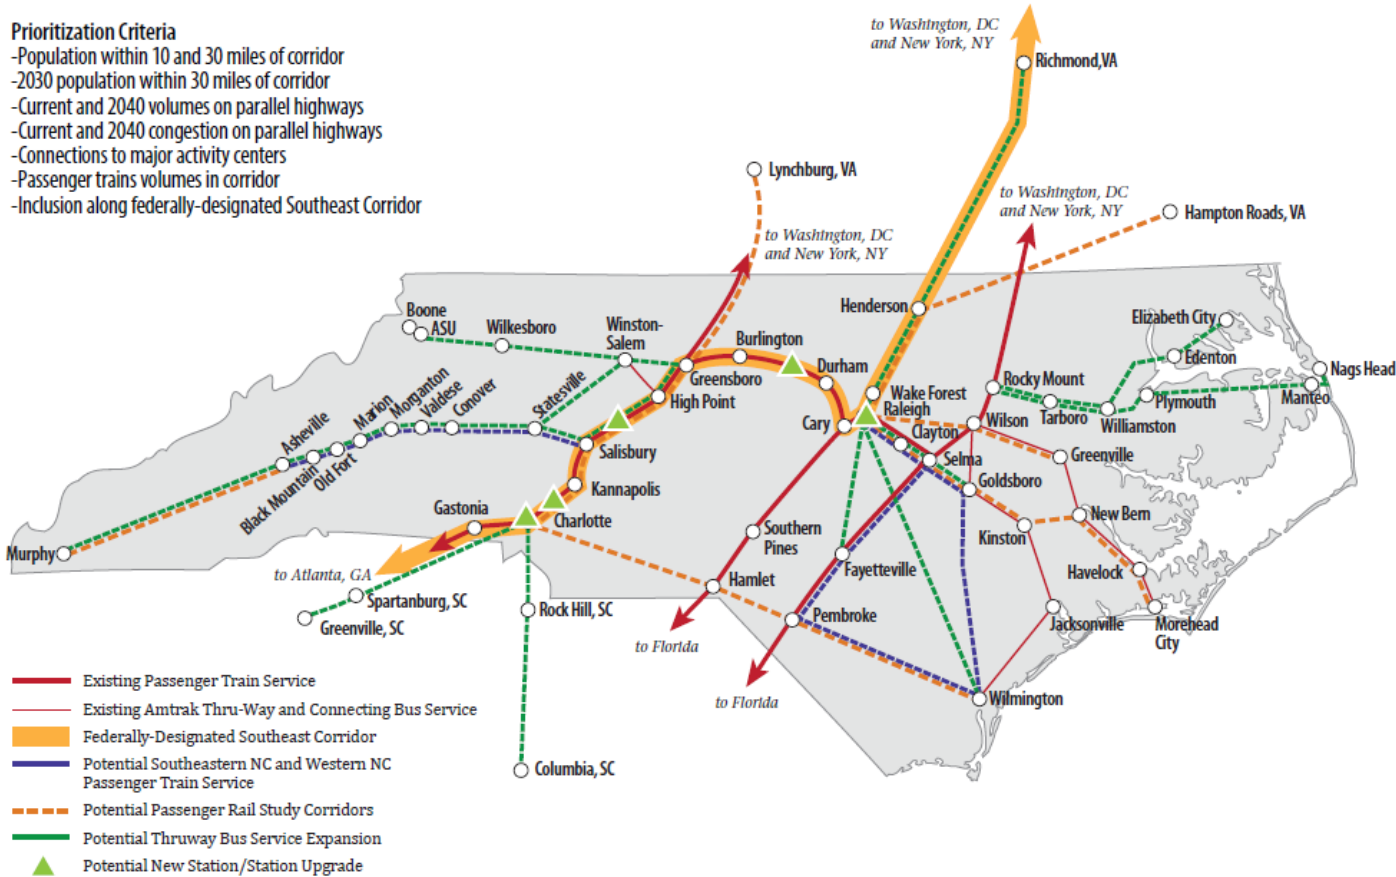 Prioritization Criteria
-Population within 10 and 30 miles of corridor
-2030 population within 30 miles of corridor
-Current and 2040 volumes on parallel highways
-Current and 2040 congestion on parallel highways
-Connections to major activity centers
-Passenger trains volumes in corridor
-Inclusion along federally-designated Southeast Corridor
to Washington, DC
and New York, NY
Richmond,VA
Lynchburg, VA
to Washington, DC
and New York, NY
Hampton Roads, VA
to Washington, DC
and New York, NY
Henderson
Boone
ASU
Wilkesboro
Winston-
Salem
Burlington
Greensboro
High Point
Durham
Wake Forest
Raleigh
Cary
Clayton
Selma
Wilson
Rocky Mount
Tarboro
Williamston
Plymouth
Edenton
Elizabeth City
Nags Head
Manteo
Greenville
Goldsboro
New Bern
Kinston
Havelock
Jacksonville
Morehead
City
Asheville
Marion
Morganton
Valdese
Conover
Statesville
Black Mountain
Old Fort
Salisbury
Kannapolis
Gastonia
Charlotte
Murphy
to Atlanta, GA
Spartanburg, SC
Greenville, SC
Rock Hill, SC
Columbia, SC
Southern
Pines
Hamlet
to Florida
Fayetteville
Pembroke
to Florida
Wilmington
Existing Passenger Train Service
Existing Amtrak Thru-Way and Connecting Bus Service
Federally-Designated Southeast Corridor
Potential Southeastern NC and Western NC
Passenger Train Service
Potential Passenger Rail Study Corridors
Potential Thruway Bus Service Expansion
Potential New Station/Station Upgrade